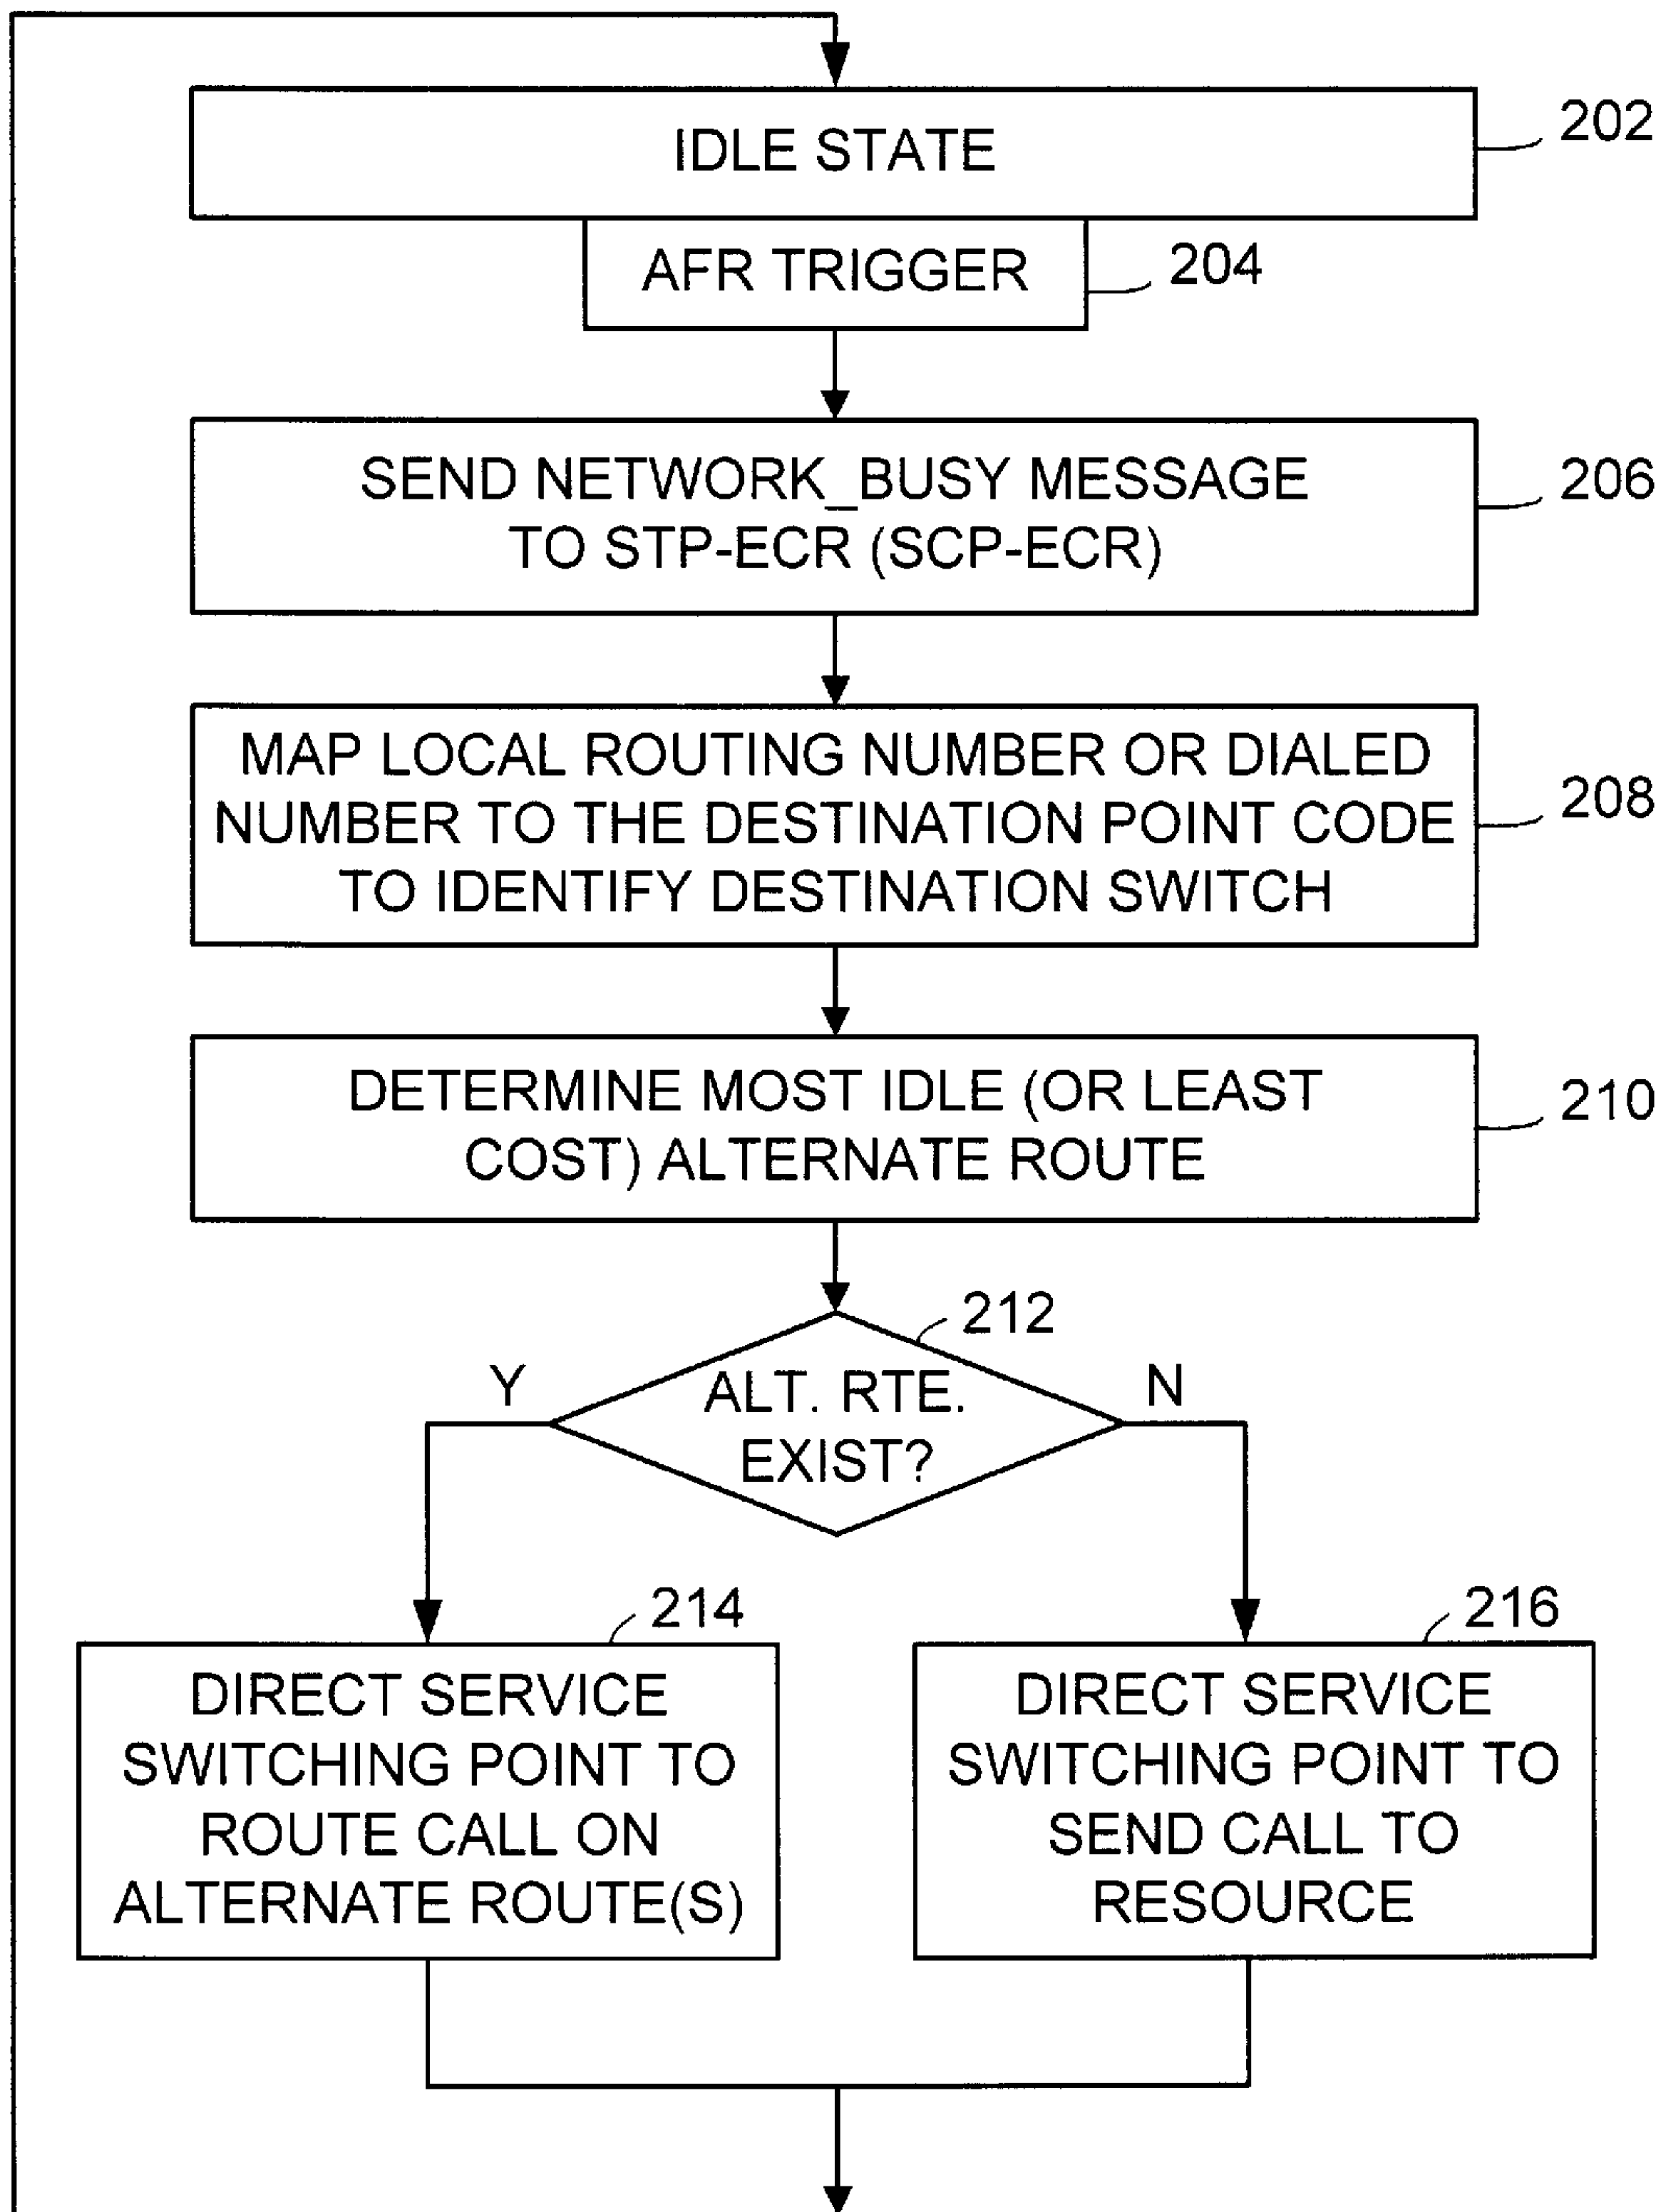 IDLE STATE
202
AFR TRIGGER
204
SEND NETWORK_BUSY MESSAGE
TO STP-ECR (SCP-ECR)
206
MAP LOCAL ROUTING NUMBER OR DIALED
NUMBER TO THE DESTINATION POINT CODE
TO IDENTIFY DESTINATION SWITCH
208
DETERMINE MOST IDLE (OR LEAST
COST) ALTERNATE ROUTE
210
212
Y
ALT. RTE.
EXIST?
N
214
DIRECT SERVICE
SWITCHING POINT TO
ROUTE CALL ON
ALTERNATE ROUTE(S)
216
DIRECT SERVICE
SWITCHING POINT TO
SEND CALL TO
RESOURCE